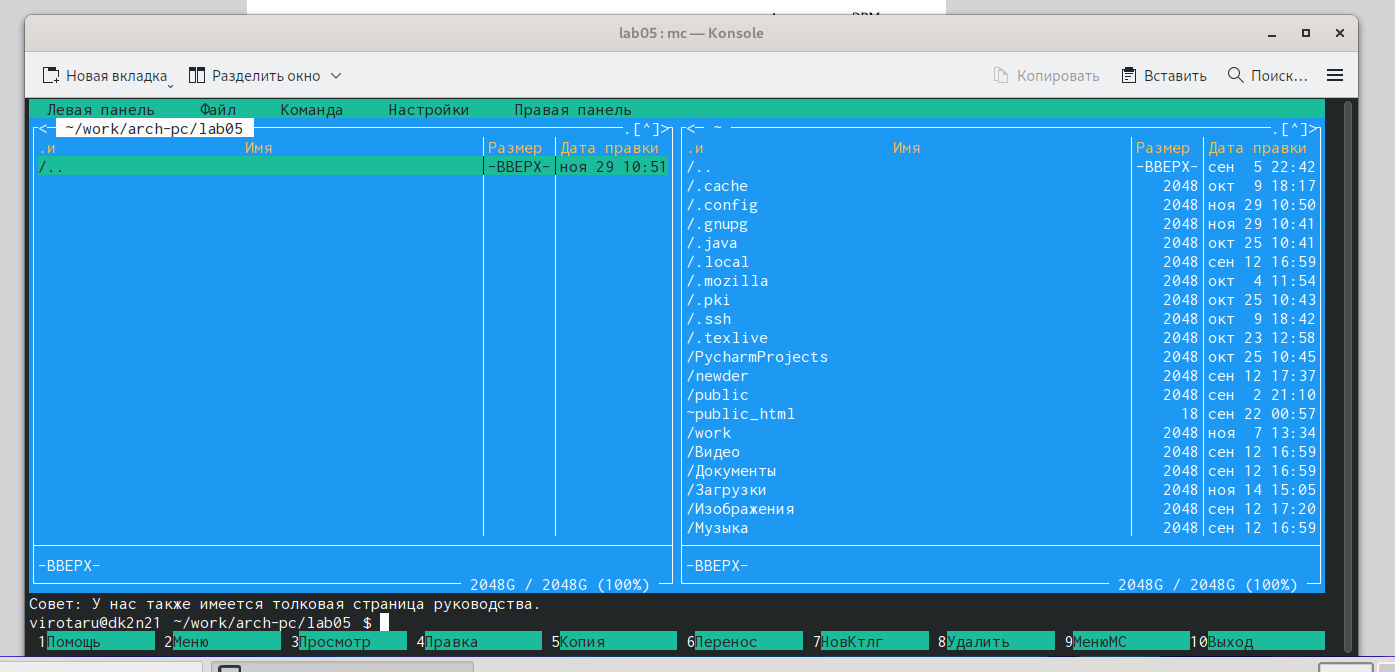 lab05 : mc — Konsole
Новая вкладка Разделить окно Копировать Вставить Поиск...
Левая панель Файл Команда Настройки Правая панель
<─ ~/work/arch-pc/lab05 .[^]> <─ ~ .[^]>
.и Имя Размер Дата правки .и Имя Размер Дата правки
/.. -ВВЕРХ- ноя 29 10:51 /.. -ВВЕРХ- сен 5 22:42
/.cache 2048 окт 9 18:17
/.config 2048 ноя 29 10:50
/.gnupg 2048 ноя 29 10:41
/.java 2048 окт 25 10:41
/.local 2048 сен 12 16:59
/.mozilla 2048 окт 4 11:54
/.pki 2048 окт 25 10:43
/.ssh 2048 окт 9 18:42
/.texlive 2048 окт 23 12:58
/PycharmProjects 2048 окт 25 10:45
/newder 2048 сен 12 17:37
/public 2048 сен 2 21:10
~public_html 18 сен 22 00:57
/work 2048 ноя 7 13:34
/Видео 2048 сен 12 16:59
/Документы 2048 сен 12 16:59
/Загрузки 2048 ноя 14 15:05
/Изображения 2048 сен 12 17:20
/Музыка 2048 сен 12 16:59
-ВВЕРХ- -ВВЕРХ-
2048G / 2048G (100%) 2048G / 2048G (100%)
Совет: У нас также имеется толковая страница руководства.
virotaru@dk2n21 ~/work/arch-pc/lab05 $
1Помощь 2Меню 3Просмотр 4Правка 5Копия 6Перенос 7НовКтлг 8Удалить 9МенюMC 10Выход